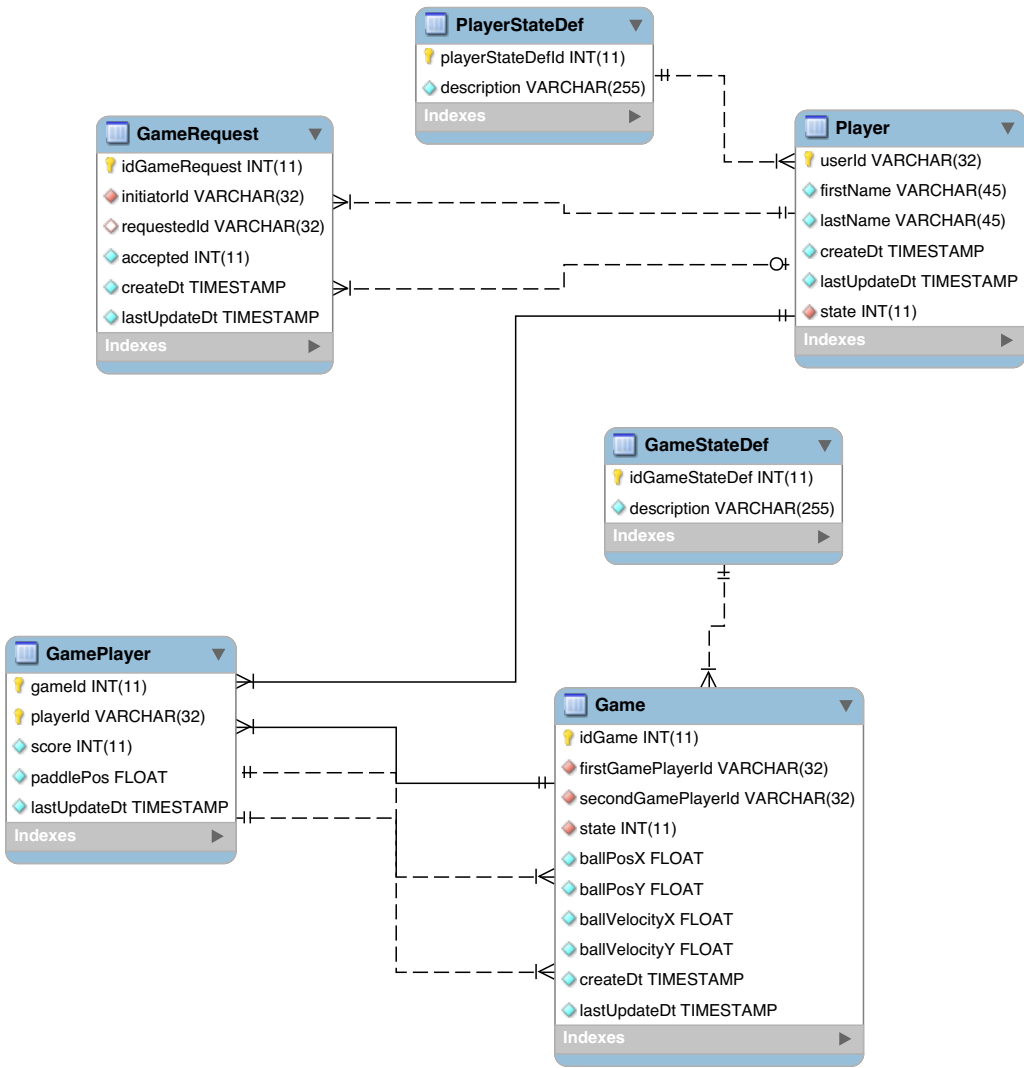 PlayerStateDef
playerStateDefId INT(11)
description VARCHAR(255)
Indexes
GameRequest
idGameRequest INT(11)
initiatorId VARCHAR(32)
requestedId VARCHAR(32)
accepted INT(11)
createDt TIMESTAMP
lastUpdateDt TIMESTAMP
Indexes
Player
userId VARCHAR(32)
firstName VARCHAR(45)
lastName VARCHAR(45)
createDt TIMESTAMP
lastUpdateDt TIMESTAMP
state INT(11)
Indexes
GameStateDef
idGameStateDef INT(11)
description VARCHAR(255)
Indexes
GamePlayer
gameId INT(11)
playerId VARCHAR(32)
score INT(11)
paddlePos FLOAT
lastUpdateDt TIMESTAMP
Indexes
Game
idGame INT(11)
firstGamePlayerId VARCHAR(32)
secondGamePlayerId VARCHAR(32)
state INT(11)
ballPosX FLOAT
ballPosY FLOAT
ballVelocityX FLOAT
ballVelocityY FLOAT
createDt TIMESTAMP
lastUpdateDt TIMESTAMP
Indexes